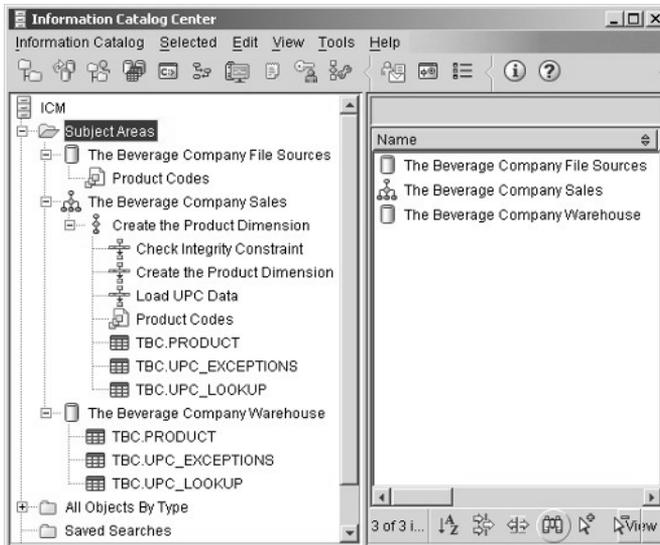 Information Catalog Center
Information Catalog Selected Edit View Tools Help
ICM
Subject Areas
The Beverage Company File Sources
Product Codes
The Beverage Company Sales
Create the Product Dimension
Check Integrity Constraint
Create the Product Dimension
Load UPC Data
Product Codes
TBC.PRODUCT
TBC.UPC_EXCEPTIONS
TBC.UPC_LOOKUP
The Beverage Company Warehouse
TBC.PRODUCT
TBC.UPC_EXCEPTIONS
TBC.UPC_LOOKUP
All Objects By Type
Saved Searches
Name
The Beverage Company File Sources
The Beverage Company Sales
The Beverage Company Warehouse
3 of 3 i... View